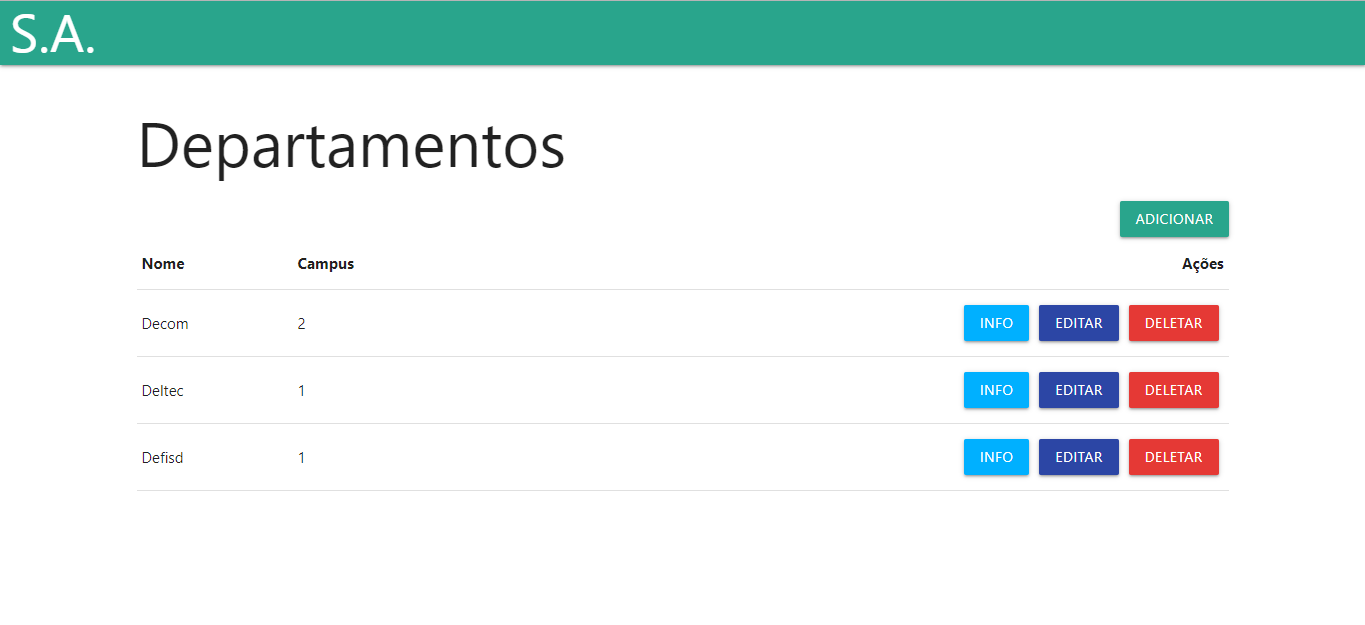 S.A.
Departamentos
ADICIONAR
Nome Campus Ações
Decom 2 INFO EDITAR DELETAR
Deltec 1 INFO EDITAR DELETAR
Defisd 1 INFO EDITAR DELETAR